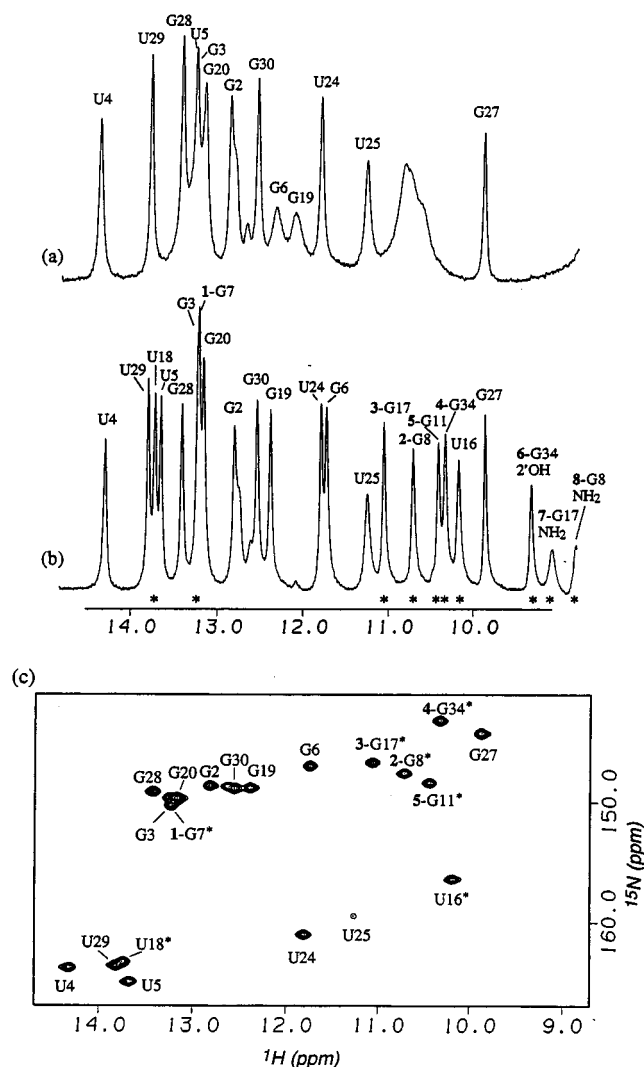 G28
U5
U29
G3
G20
G30
U24
U4
G2
G27
U25
G6
G19
(a)
1-G7
G3
G20
U18
U29
U5
G28
G30
G19
U24
G6
4-G34
5-G11
3-G17
2-G8
U16
G27
U4
G2
6-G34
2'OH
8-G8
NH2
7-G17
NH2
U25
(b)
* * * * * * * * * *
14.0 13.0 12.0 11.0 10.0
(c)
4-G34*
G6
3-G17*
2-G8*
G27
G28
G20
G2
G30
G19
5-G11*
G3
1-G7*
150.0
U16*
U29
U18*
U24
U25
160.0
U4
U5
15N (ppm)
14.0 13.0 12.0 11.0 10.0 9.0
1H (ppm)